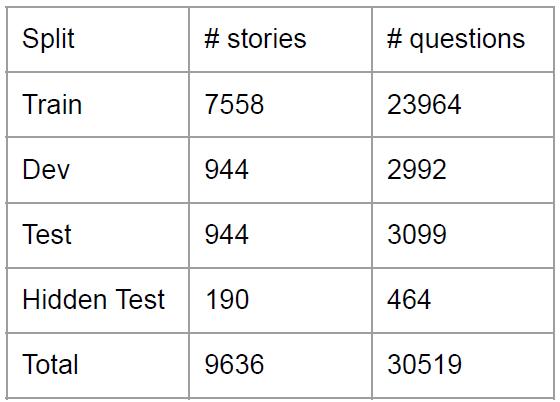 Split # stories # questions
Train 7558 23964
Dev 944 2992
Test 944 3099
Hidden Test 190 464
Total 9636 30519